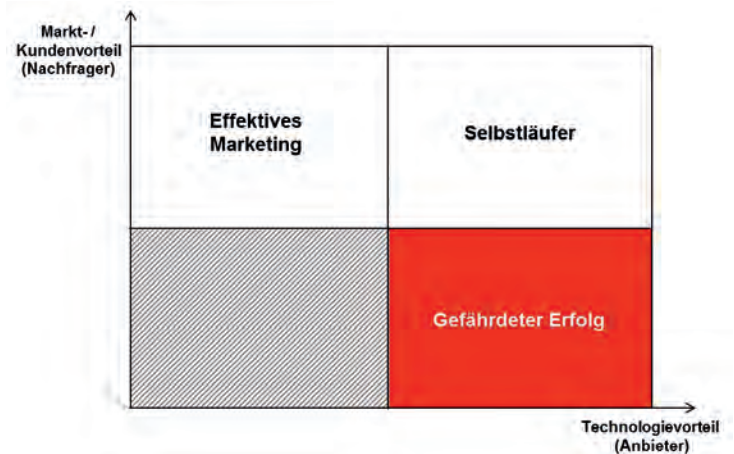 Markt- /
Kundenvorteil
(Nachfrager)
Effektives
Marketing
Selbstläufer
Gefährdeter Erfolg
Technologievorteil
(Anbieter)